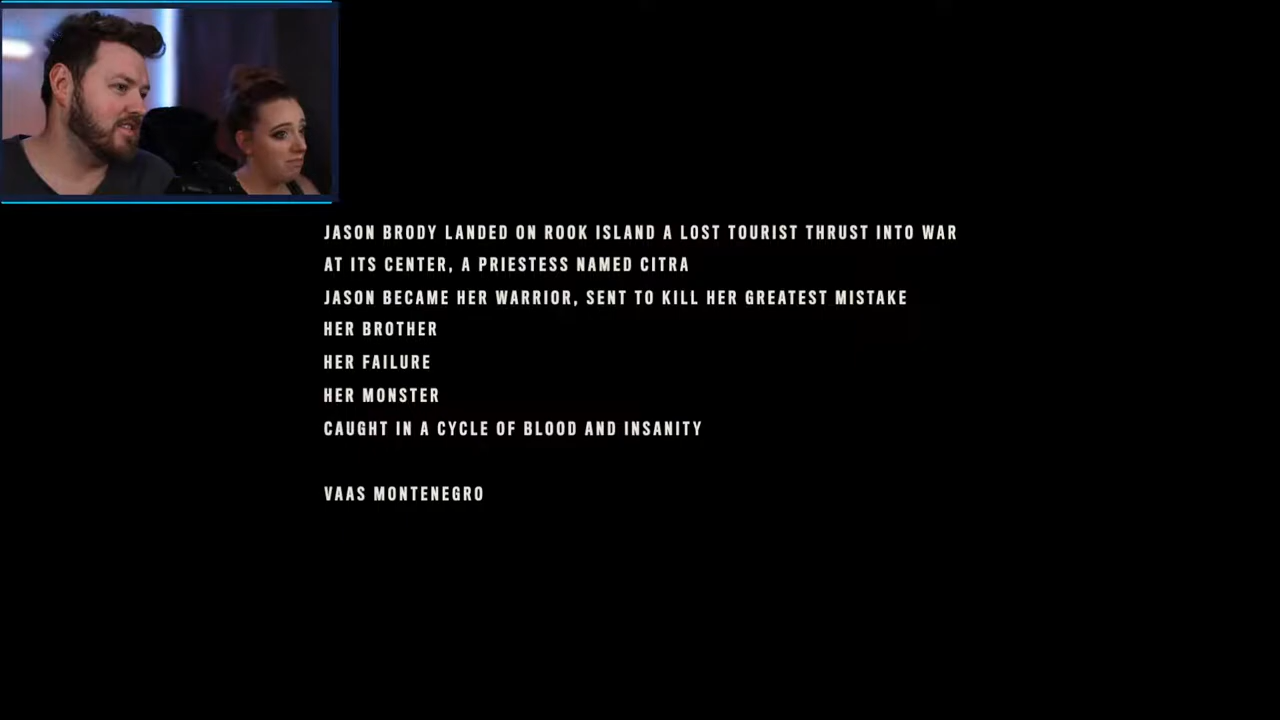 JASON BRODY LANDED ON ROOK ISLAND A LOST TOURIST THRUST INTO WAR
AT ITS CENTER, A PRIESTESS NAMED CITRA
JASON BECAME HER WARRIOR, SENT TO KILL HER GREATEST MISTAKE
HER BROTHER
HER FAILURE
HER MONSTER
CAUGHT IN A CYCLE OF BLOOD AND INSANITY
VAAS MONTENEGRO